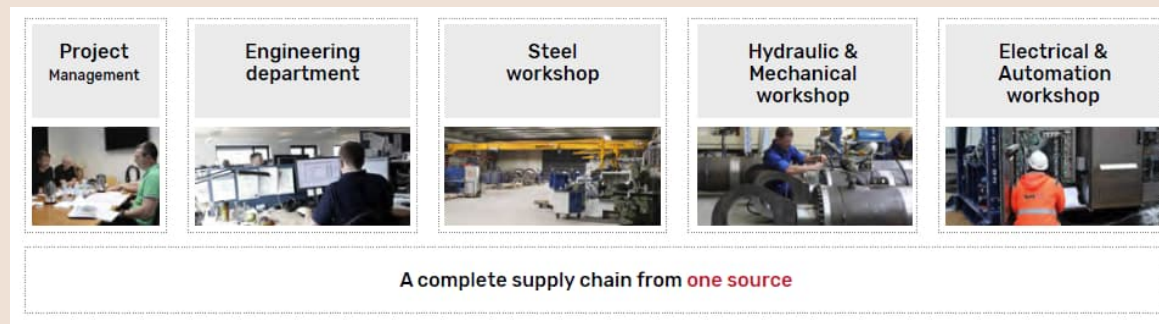 Project
Management
Engineering
department
Steel
workshop
Hydraulic &
Mechanical
workshop
Electrical &
Automation
workshop
A complete supply chain from one source